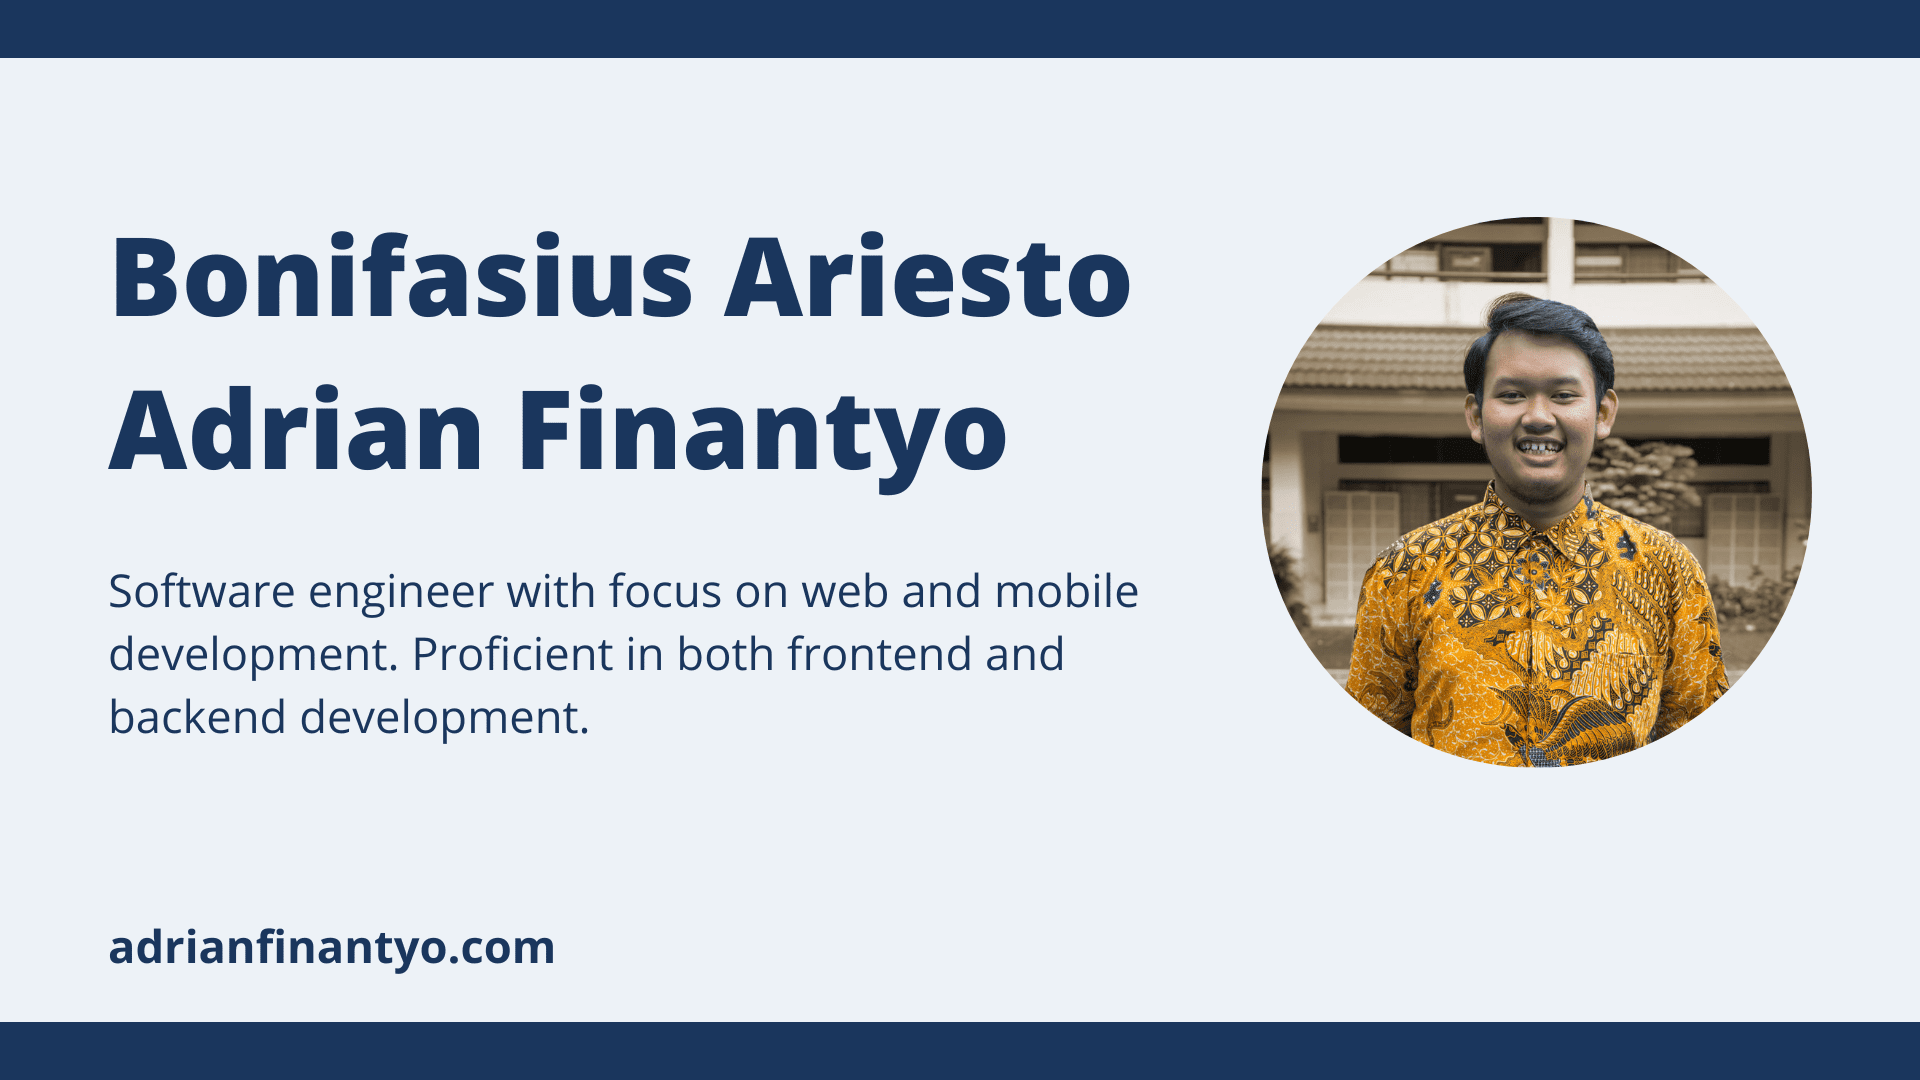 Bonifasius Ariesto
Adrian Finantyo
Software engineer with focus on web and mobile
development. Proficient in both frontend and
backend development.
adrianfinantyo.com